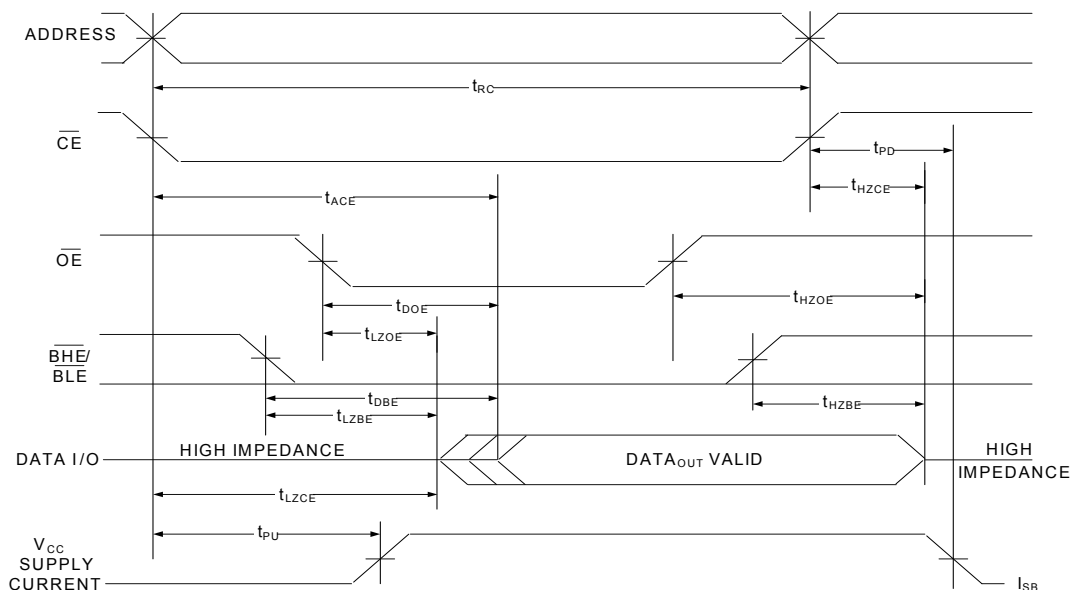 ADDRESS
tRC
CE
tPD
tHZCE
tACE
OE
tDOE
tHZOE
tLZOE
BHE/
BLE
tDBE
tHZBE
tLZBE
DATA I/O
HIGH IMPEDANCE
DATAOUT VALID
HIGH
IMPEDANCE
tLZCE
tPU
VCC
SUPPLY
CURRENT
ISB